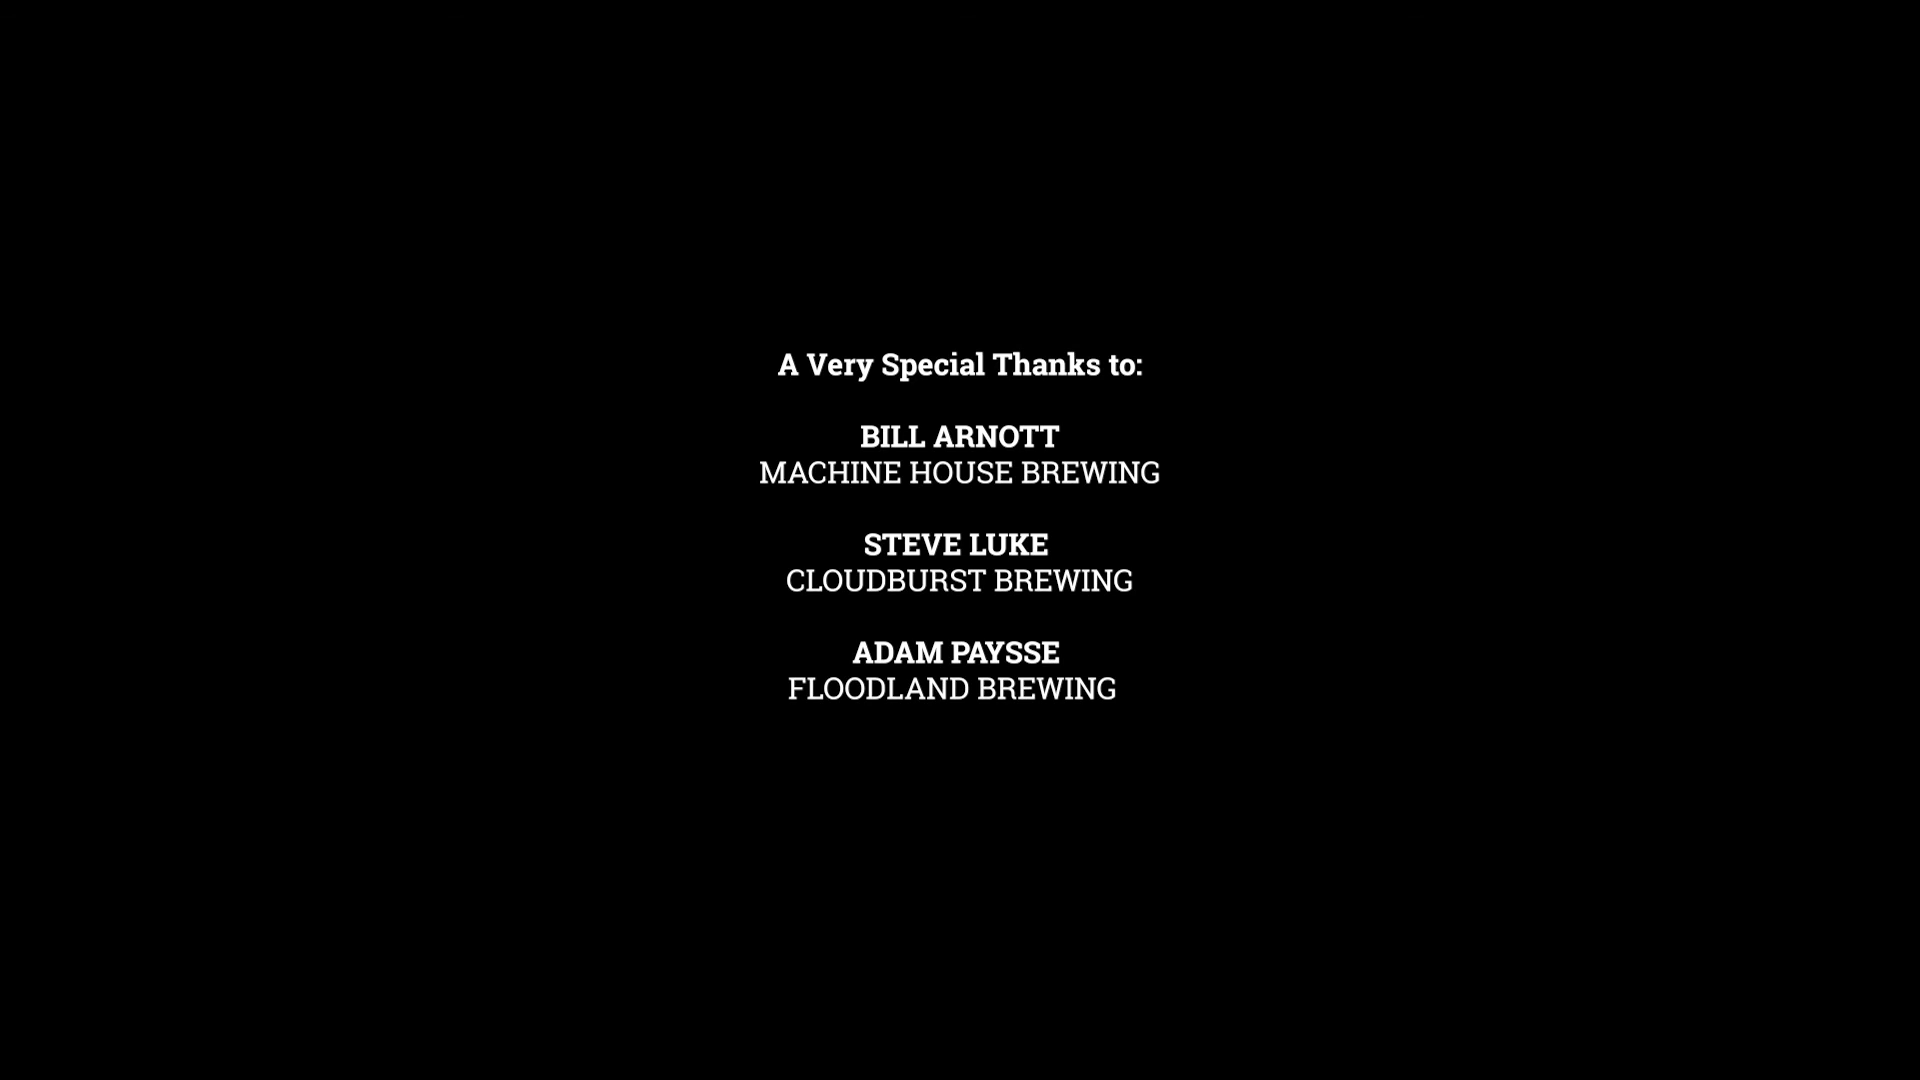 A Very Special Thanks to:
BILL ARNOTT
MACHINE HOUSE BREWING
STEVE LUKE
CLOUDBURST BREWING
ADAM PAYSSE
FLOODLAND BREWING